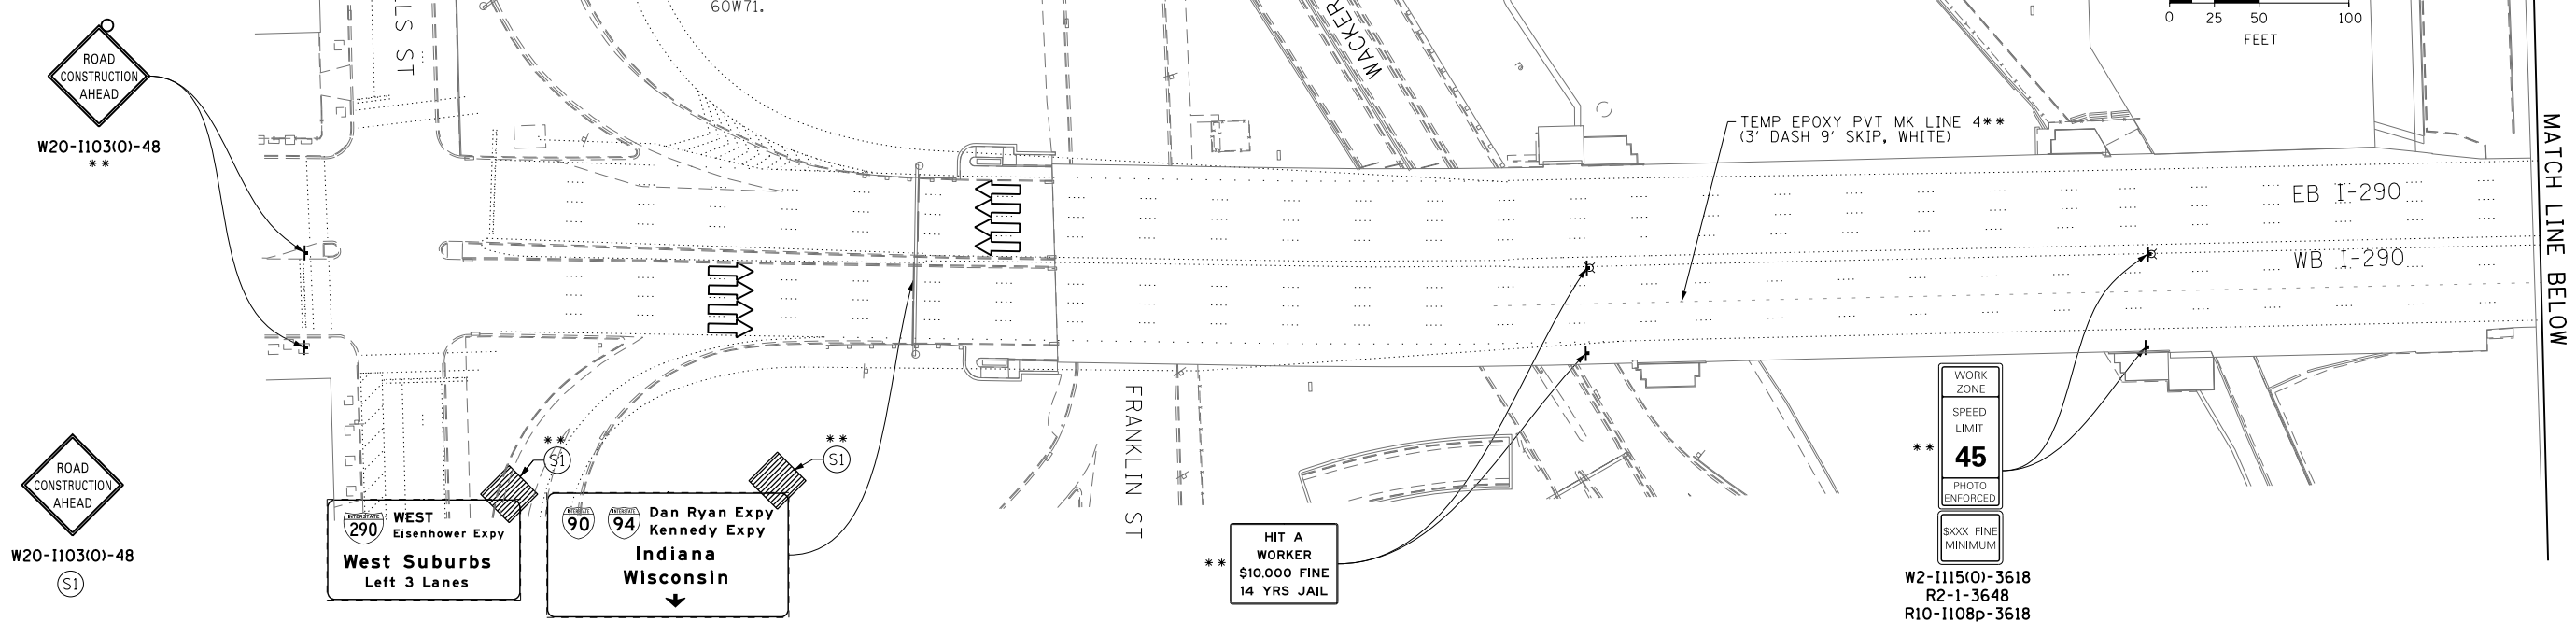 60W71.
LLS ST
WACKER
0 25 50 100
FEET
ROAD
CONSTRUCTION
AHEAD
W20-I103(0)-48
**
TEMP EPOXY PVT MK LINE 4**
(3' DASH 9' SKIP, WHITE)
EB I-290
WB I-290
MATCH LINE BELOW
FRANKLIN ST
ROAD
CONSTRUCTION
AHEAD
W20-I103(0)-48
S1
**
S1
INTERSTATE
290
WEST
Eisenhower Expy
West Suburbs
Left 3 Lanes
**
S1
INTERSTATE
90
INTERSTATE
94
Dan Ryan Expy
Kennedy Expy
Indiana
Wisconsin
**
HIT A
WORKER
$10,000 FINE
14 YRS JAIL
**
WORK
ZONE
SPEED
LIMIT
45
PHOTO
ENFORCED
$XXX FINE
MINIMUM
W2-I115(0)-3618
R2-1-3648
R10-I108p-3618